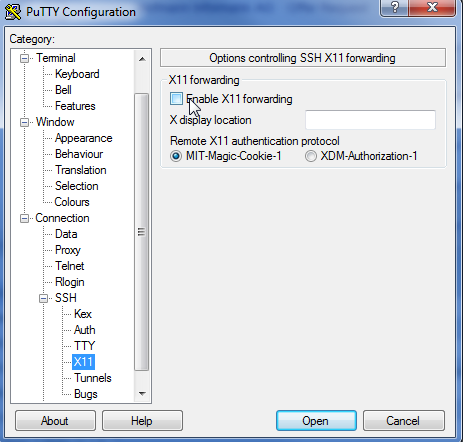 PuTTY Configuration
Category:
Terminal
Keyboard
Bell
Features
Window
Appearance
Behaviour
Translation
Selection
Colours
Connection
Data
Proxy
Telnet
Rlogin
SSH
Kex
Auth
TTY
X11
Tunnels
Bugs
Options controlling SSH X11 forwarding
X11 forwarding
Enable X11 forwarding
X display location
Remote X11 authentication protocol
MIT-Magic-Cookie-1 XDM-Authorization-1
About Help Open Cancel